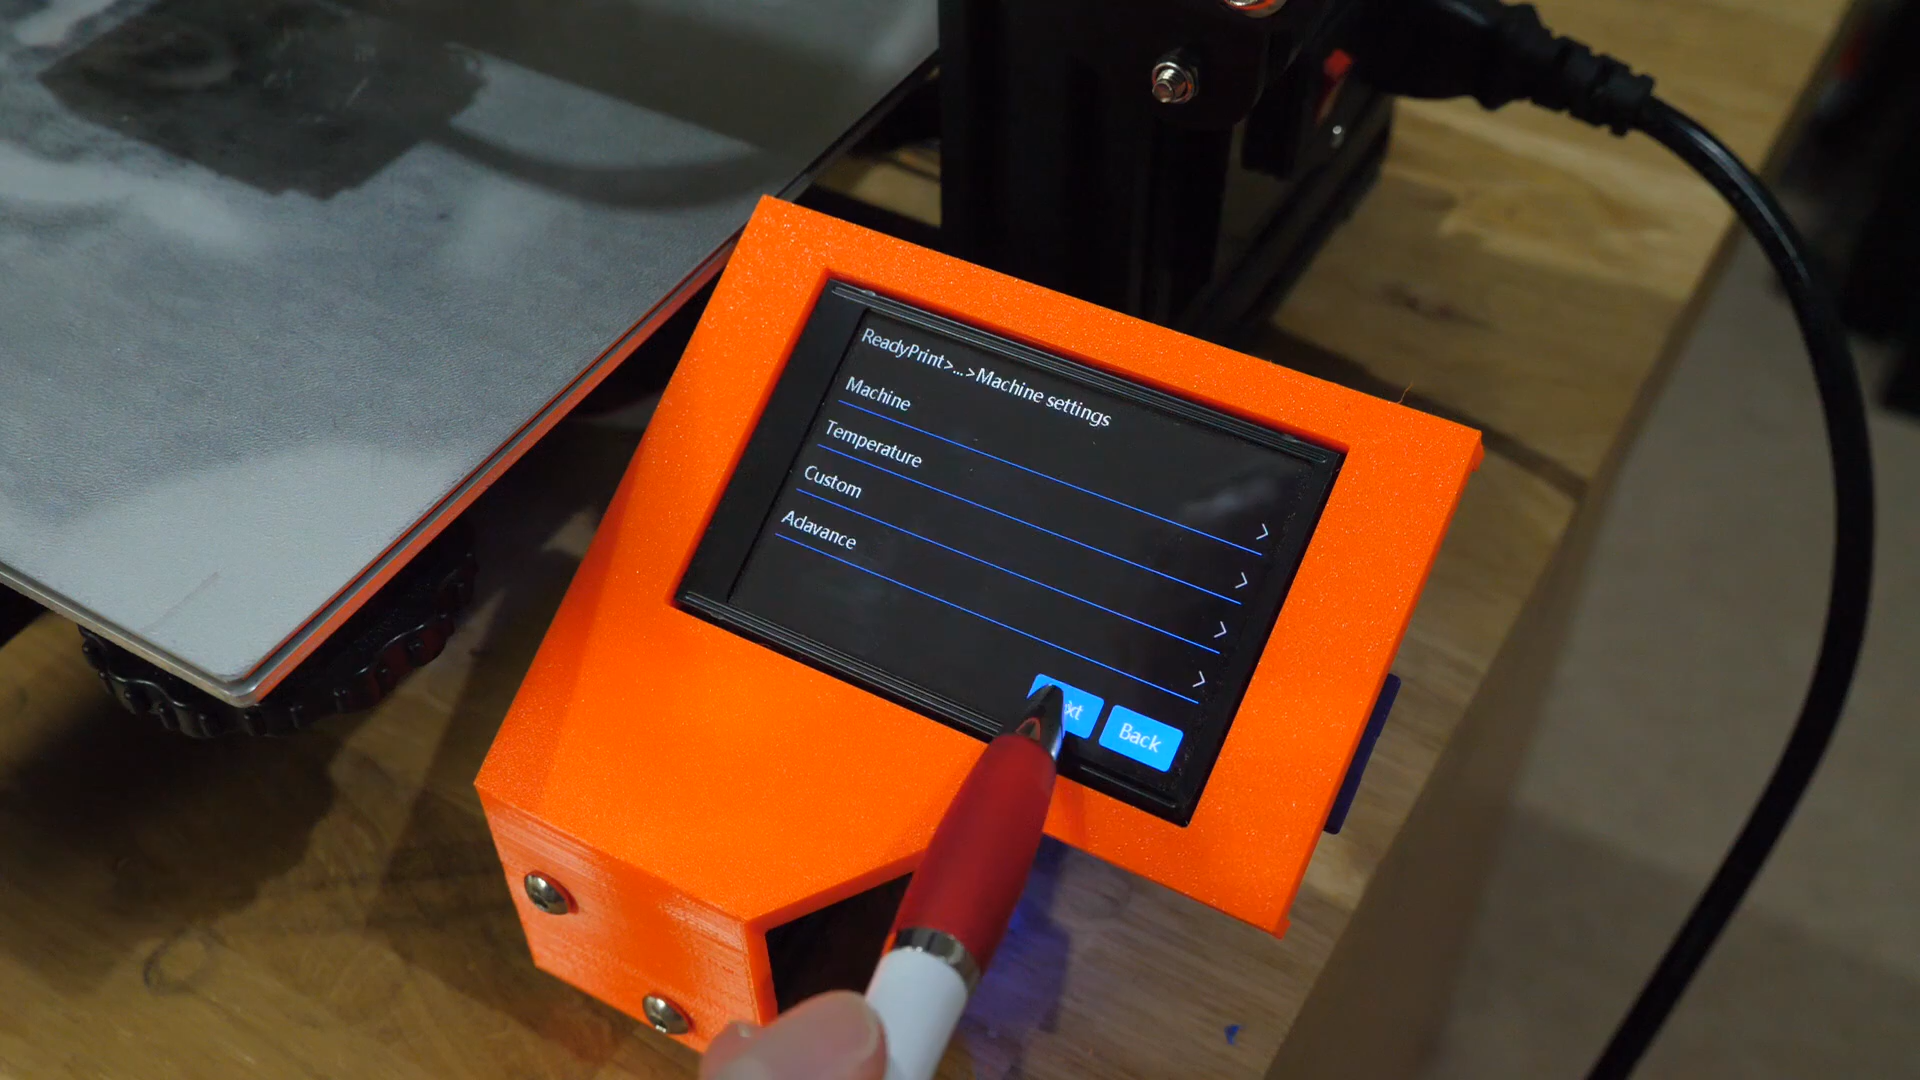 ReadyPrint>...>Machine settings
Machine >
Temperature >
Custom >
Adavance >
Back